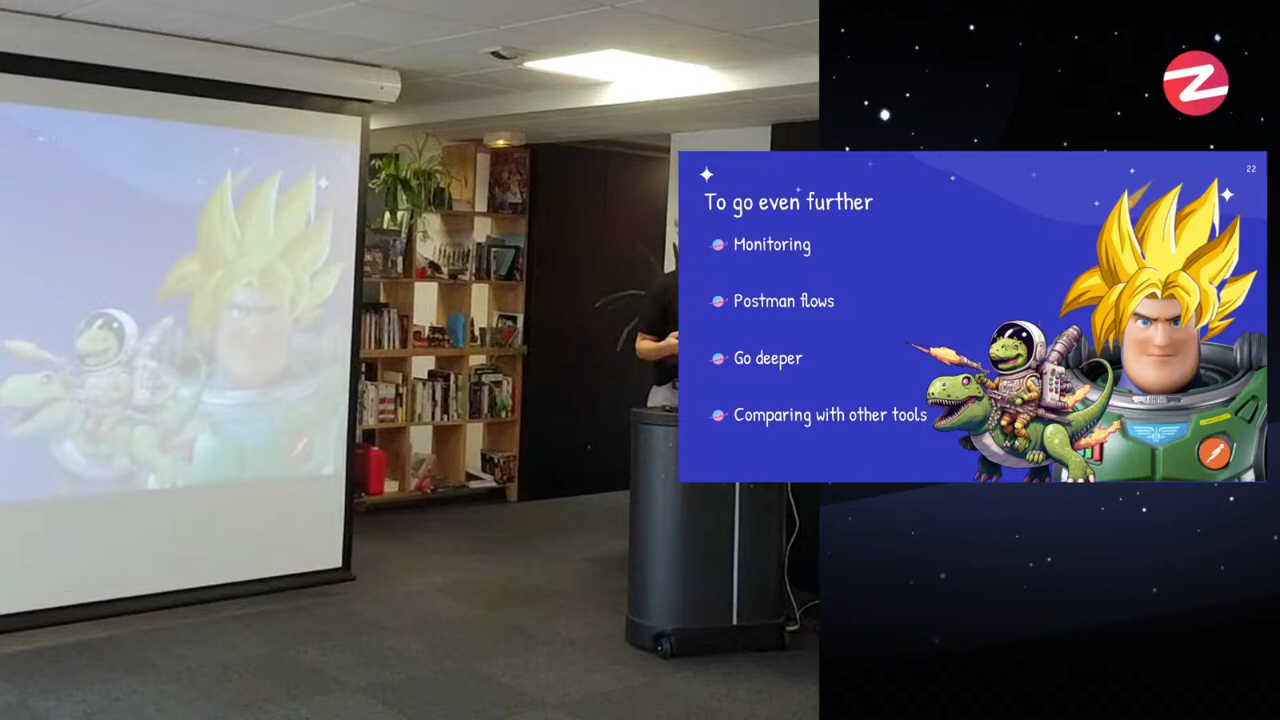 22
To go even further
Monitoring
Postman flows
Go deeper
Comparing with other tools